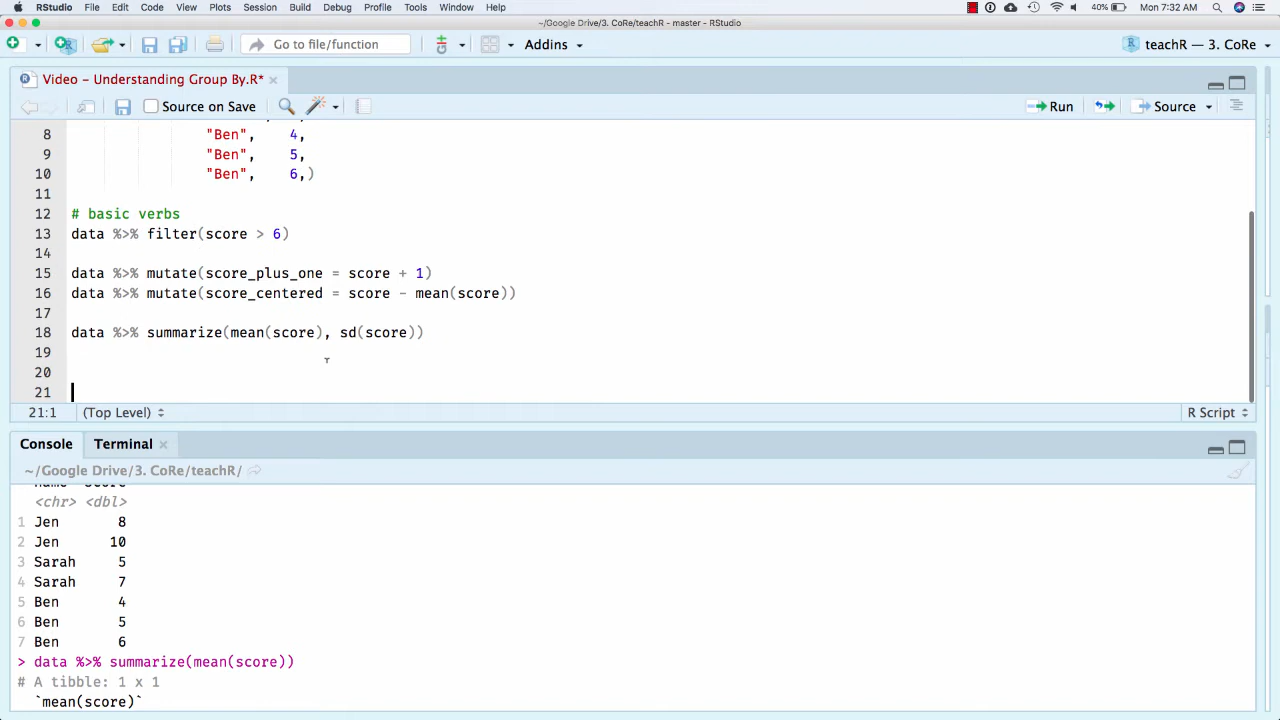 RStudio File Edit Code View Plots Session Build Debug Profile Tools Window Help 40% Mon 7:32 AM
~/Google Drive/3. CoRe/teachR - master - RStudio
Go to file/function Addins teachR — 3. CoRe
Video – Understanding Group By.R*
Source on Save Run Source
8 "Ben", 4,
9 "Ben", 5,
10 "Ben", 6,)
11
12 # basic verbs
13 data %>% filter(score > 6)
14
15 data %>% mutate(score_plus_one = score + 1)
16 data %>% mutate(score_centered = score - mean(score))
17
18 data %>% summarize(mean(score), sd(score))
19
20
21
21:1 (Top Level) R Script
Console Terminal
~/Google Drive/3. CoRe/teachR/
<chr> <dbl>
1 Jen 8
2 Jen 10
3 Sarah 5
4 Sarah 7
5 Ben 4
6 Ben 5
7 Ben 6
> data %>% summarize(mean(score))
# A tibble: 1 x 1
`mean(score)`